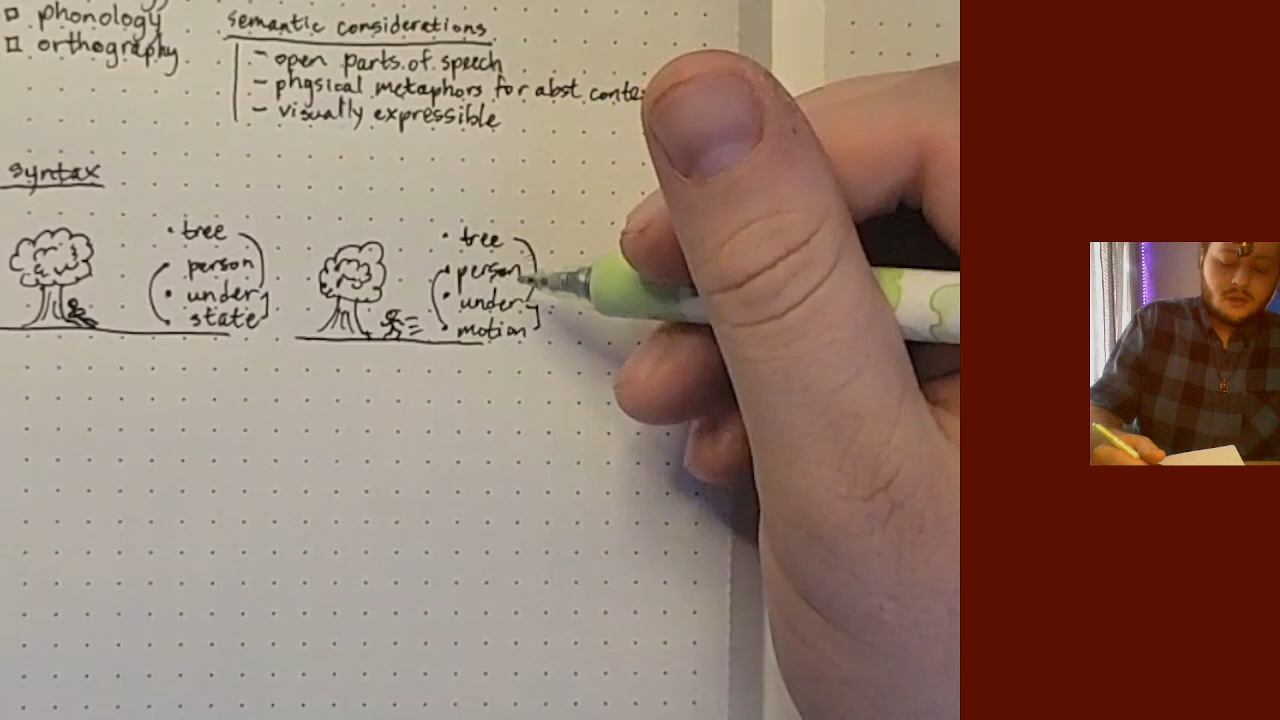 phonology
orthography
semantic considerations
- open parts of speech
- physical metaphors for abst
- visually expressible
syntax
• tree
person
• under
state
• tree
• person
• under
• motion